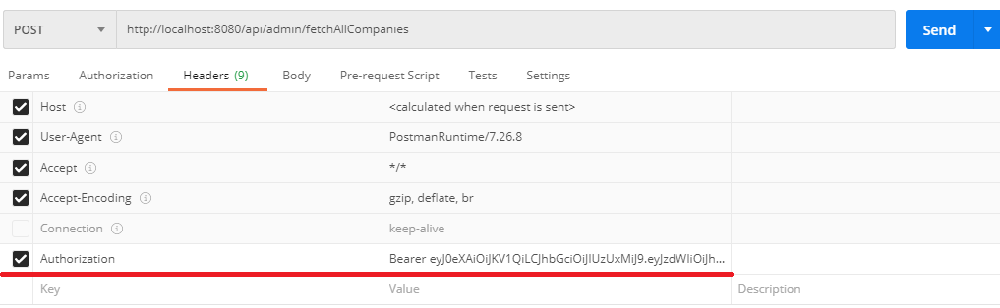 POST http://localhost:8080/api/admin/fetchAllCompanies Send
Params Authorization Headers (9) Body Pre-request Script Tests Settings
Host <calculated when request is sent>
User-Agent PostmanRuntime/7.26.8
Accept */*
Accept-Encoding gzip, deflate, br
Connection keep-alive
Authorization Bearer eyJ0eXAiOiJKV1QiLCJhbGciOiJIUzUxMiJ9.eyJzdWIiOiJh...
Key Value Description